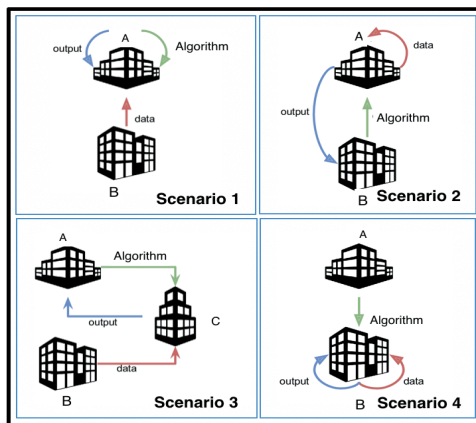 A
output
Algorithm
data
B
Scenario 1
A
data
output
Algorithm
B
Scenario 2
A
Algorithm
C
output
data
B
Scenario 3
A
Algorithm
output
data
B
Scenario 4